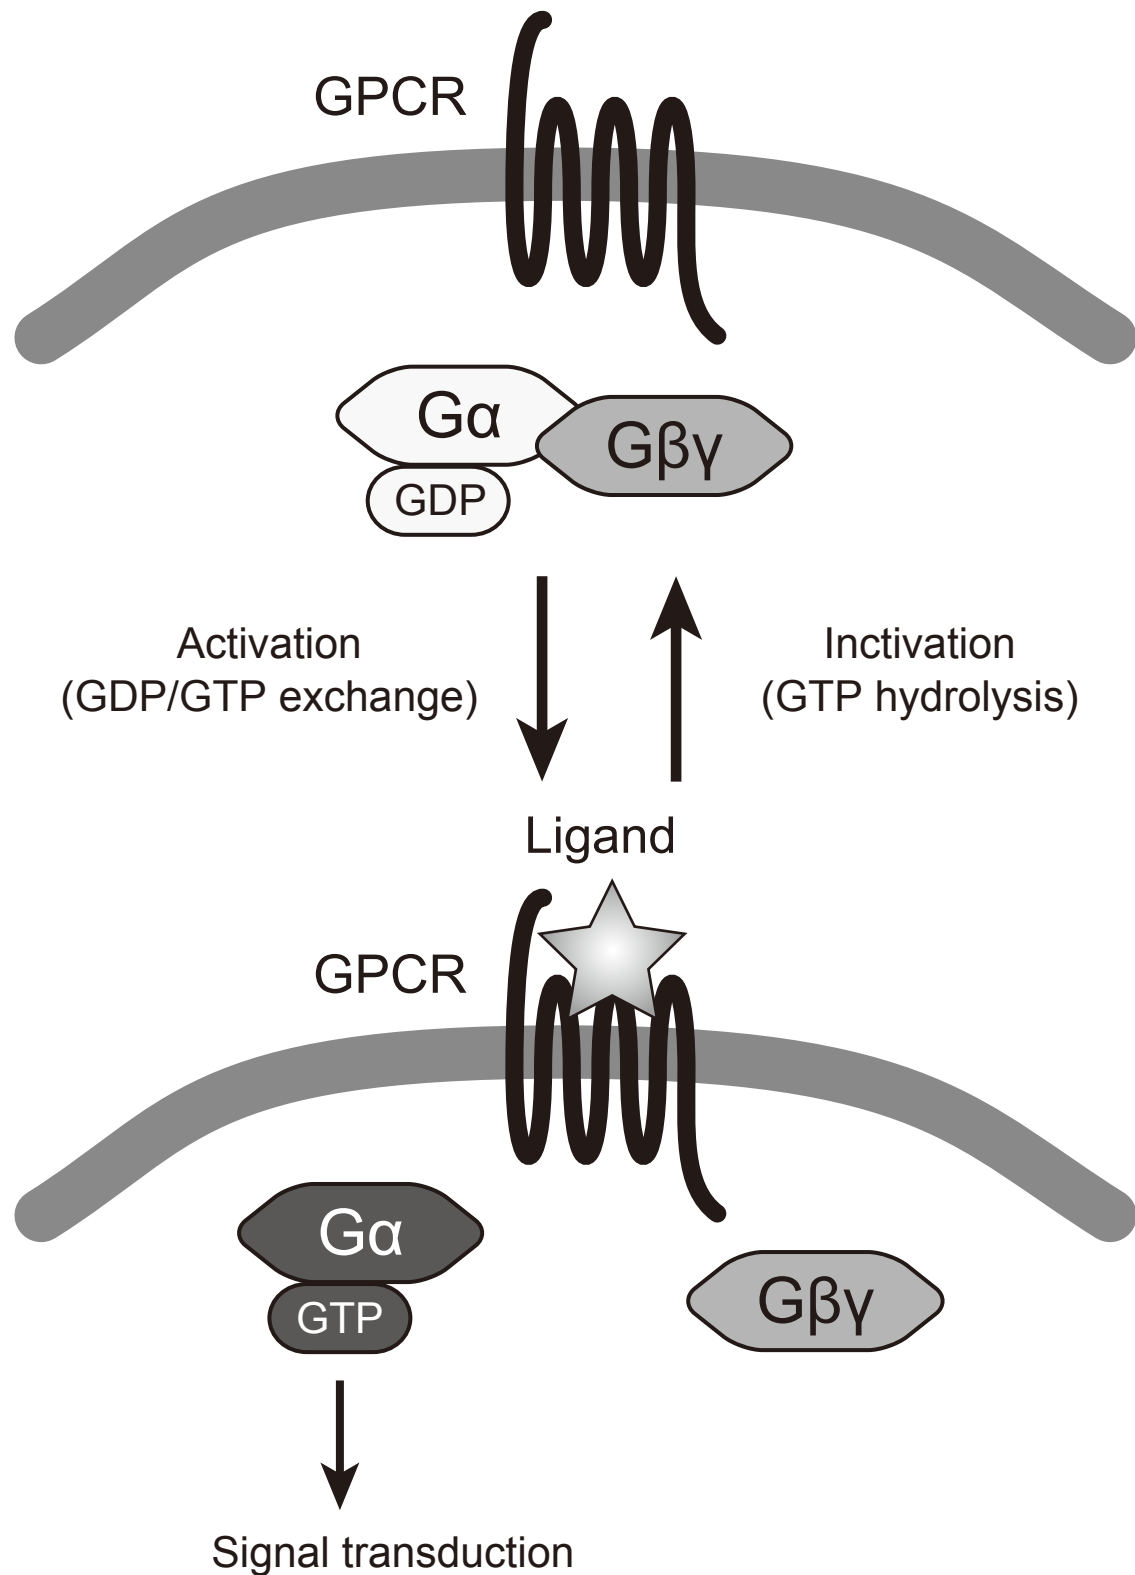 GPCR
Gα
Gβγ
GDP
Activation
(GDP/GTP exchange)
Inctivation
(GTP hydrolysis)
Ligand
GPCR
Gα
GTP
Gβγ
Signal transduction